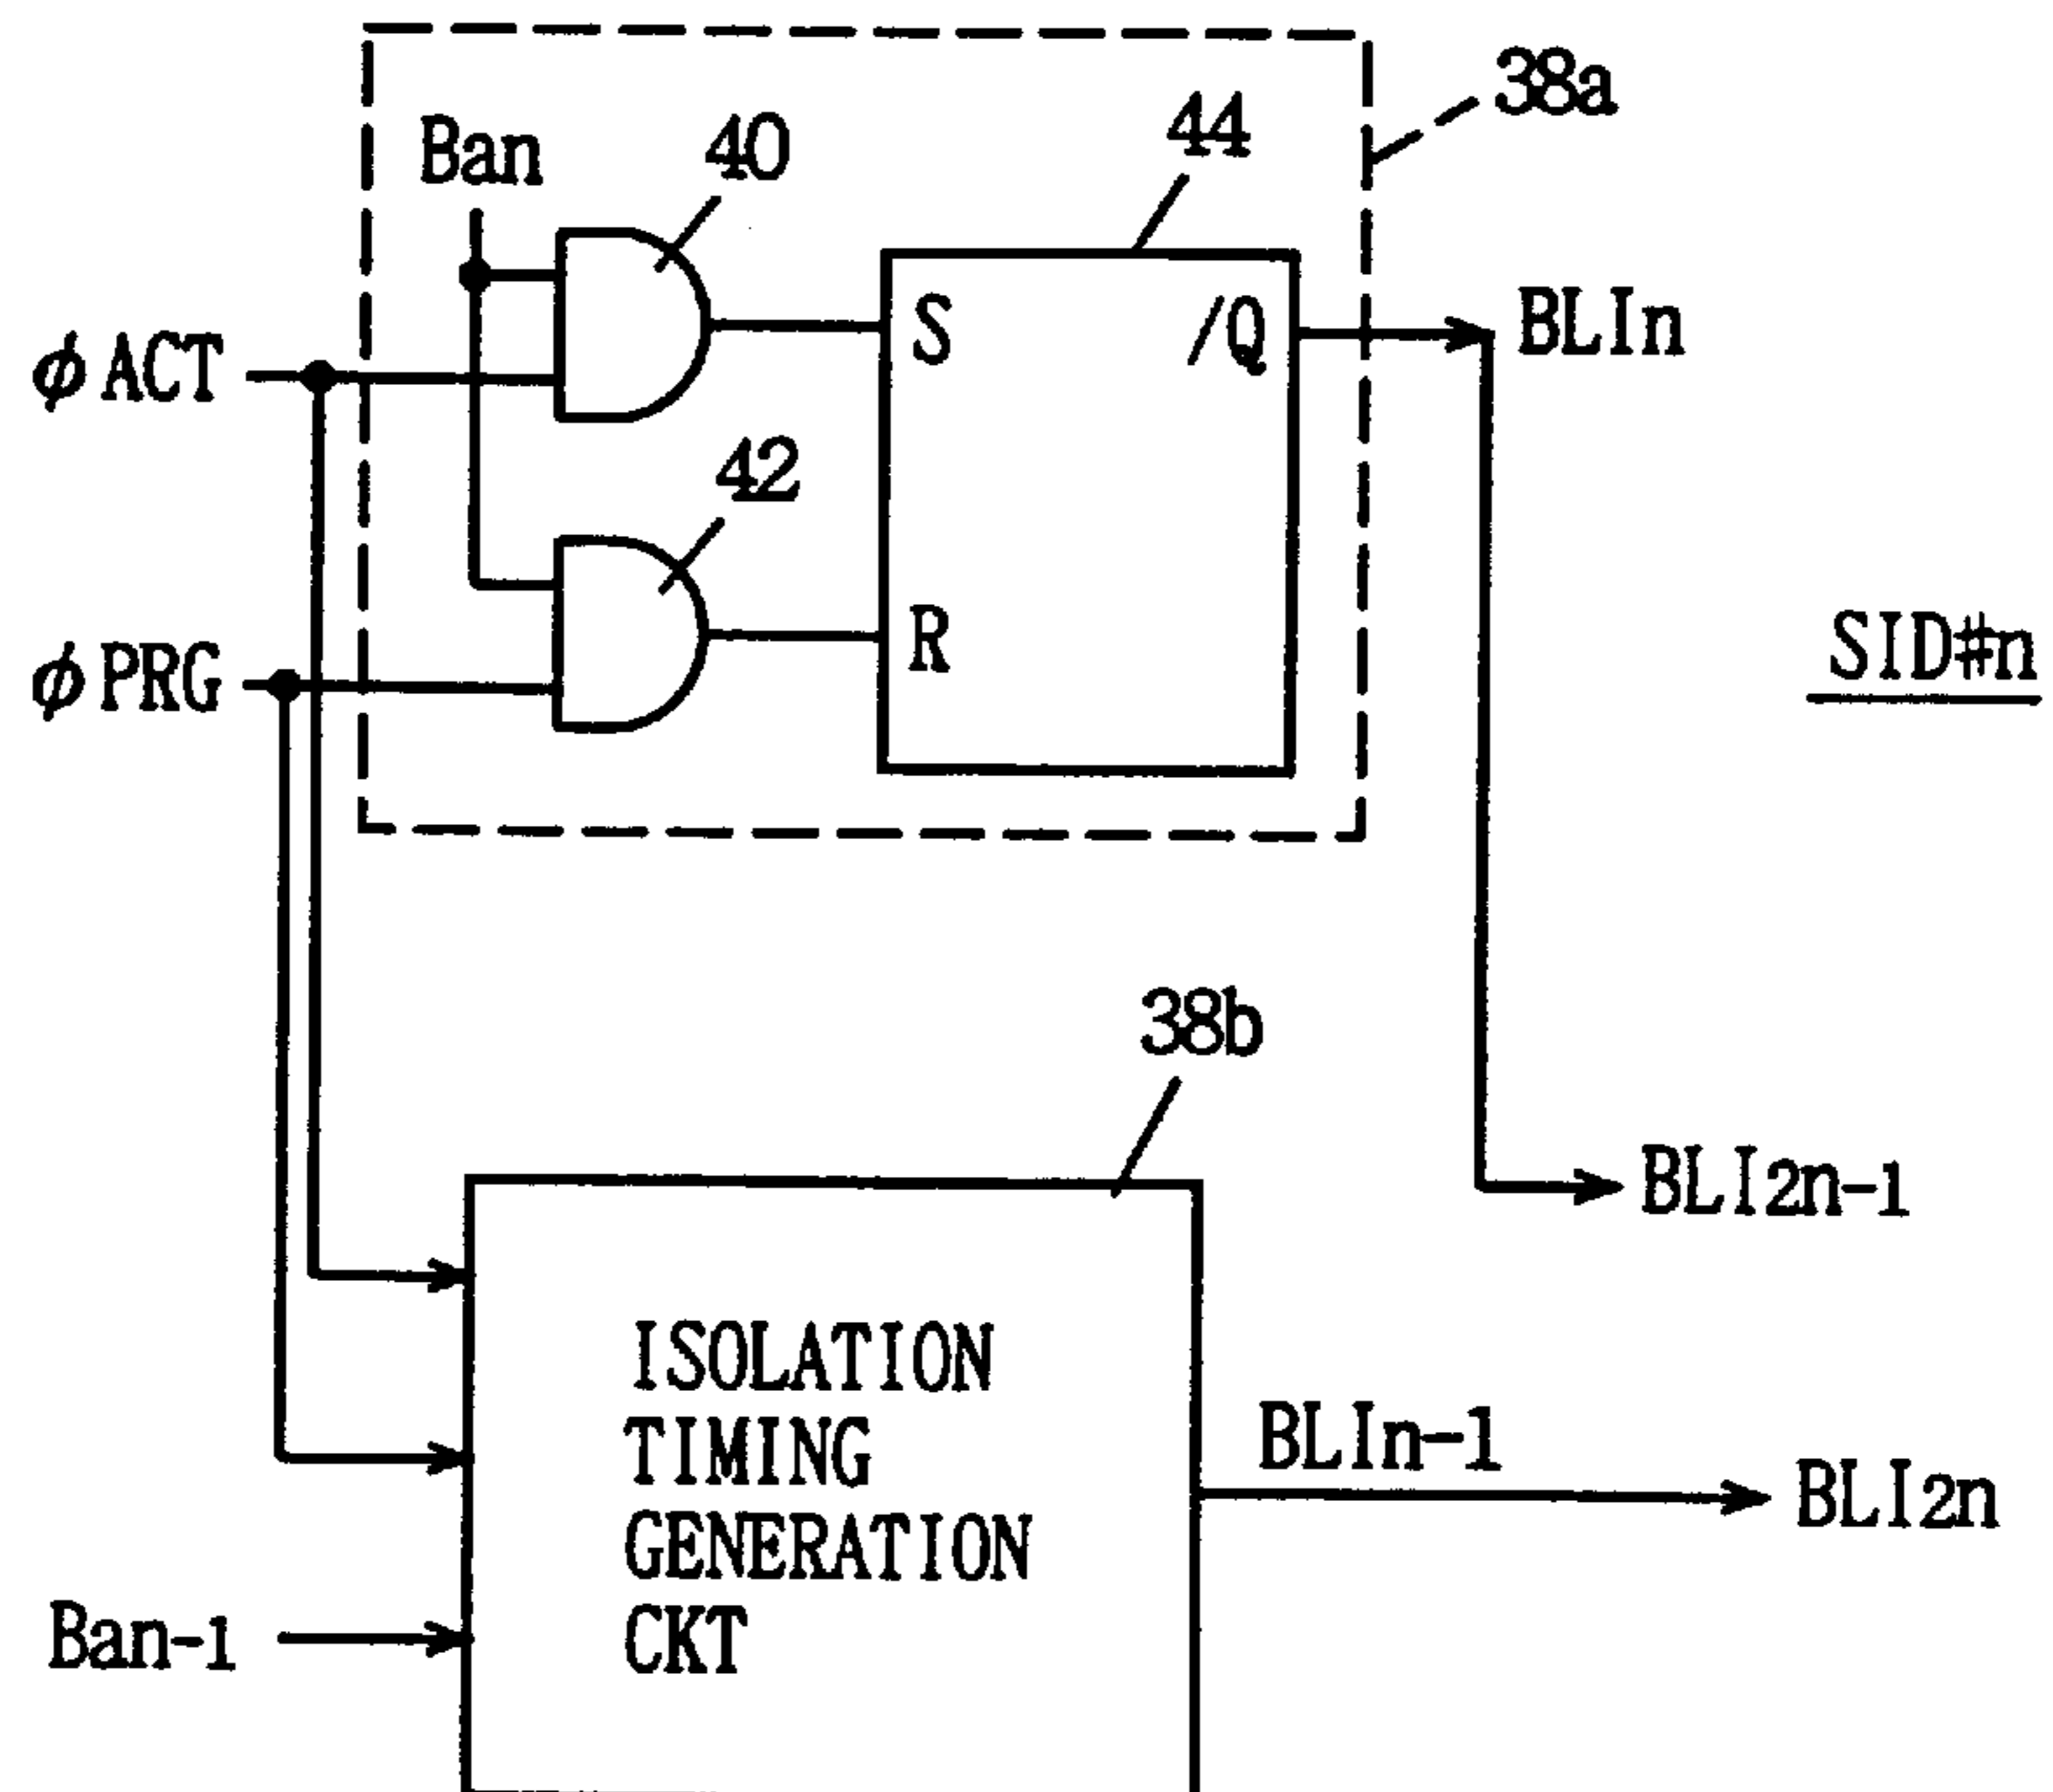 38a
Ban
40
44
S
/Q
BLIn
φACT
42
R
SID#n
φPRG
38b
BLI2n-1
ISOLATION
TIMING
GENERATION
CKT
BLIn-1
BLI2n
Ban-1